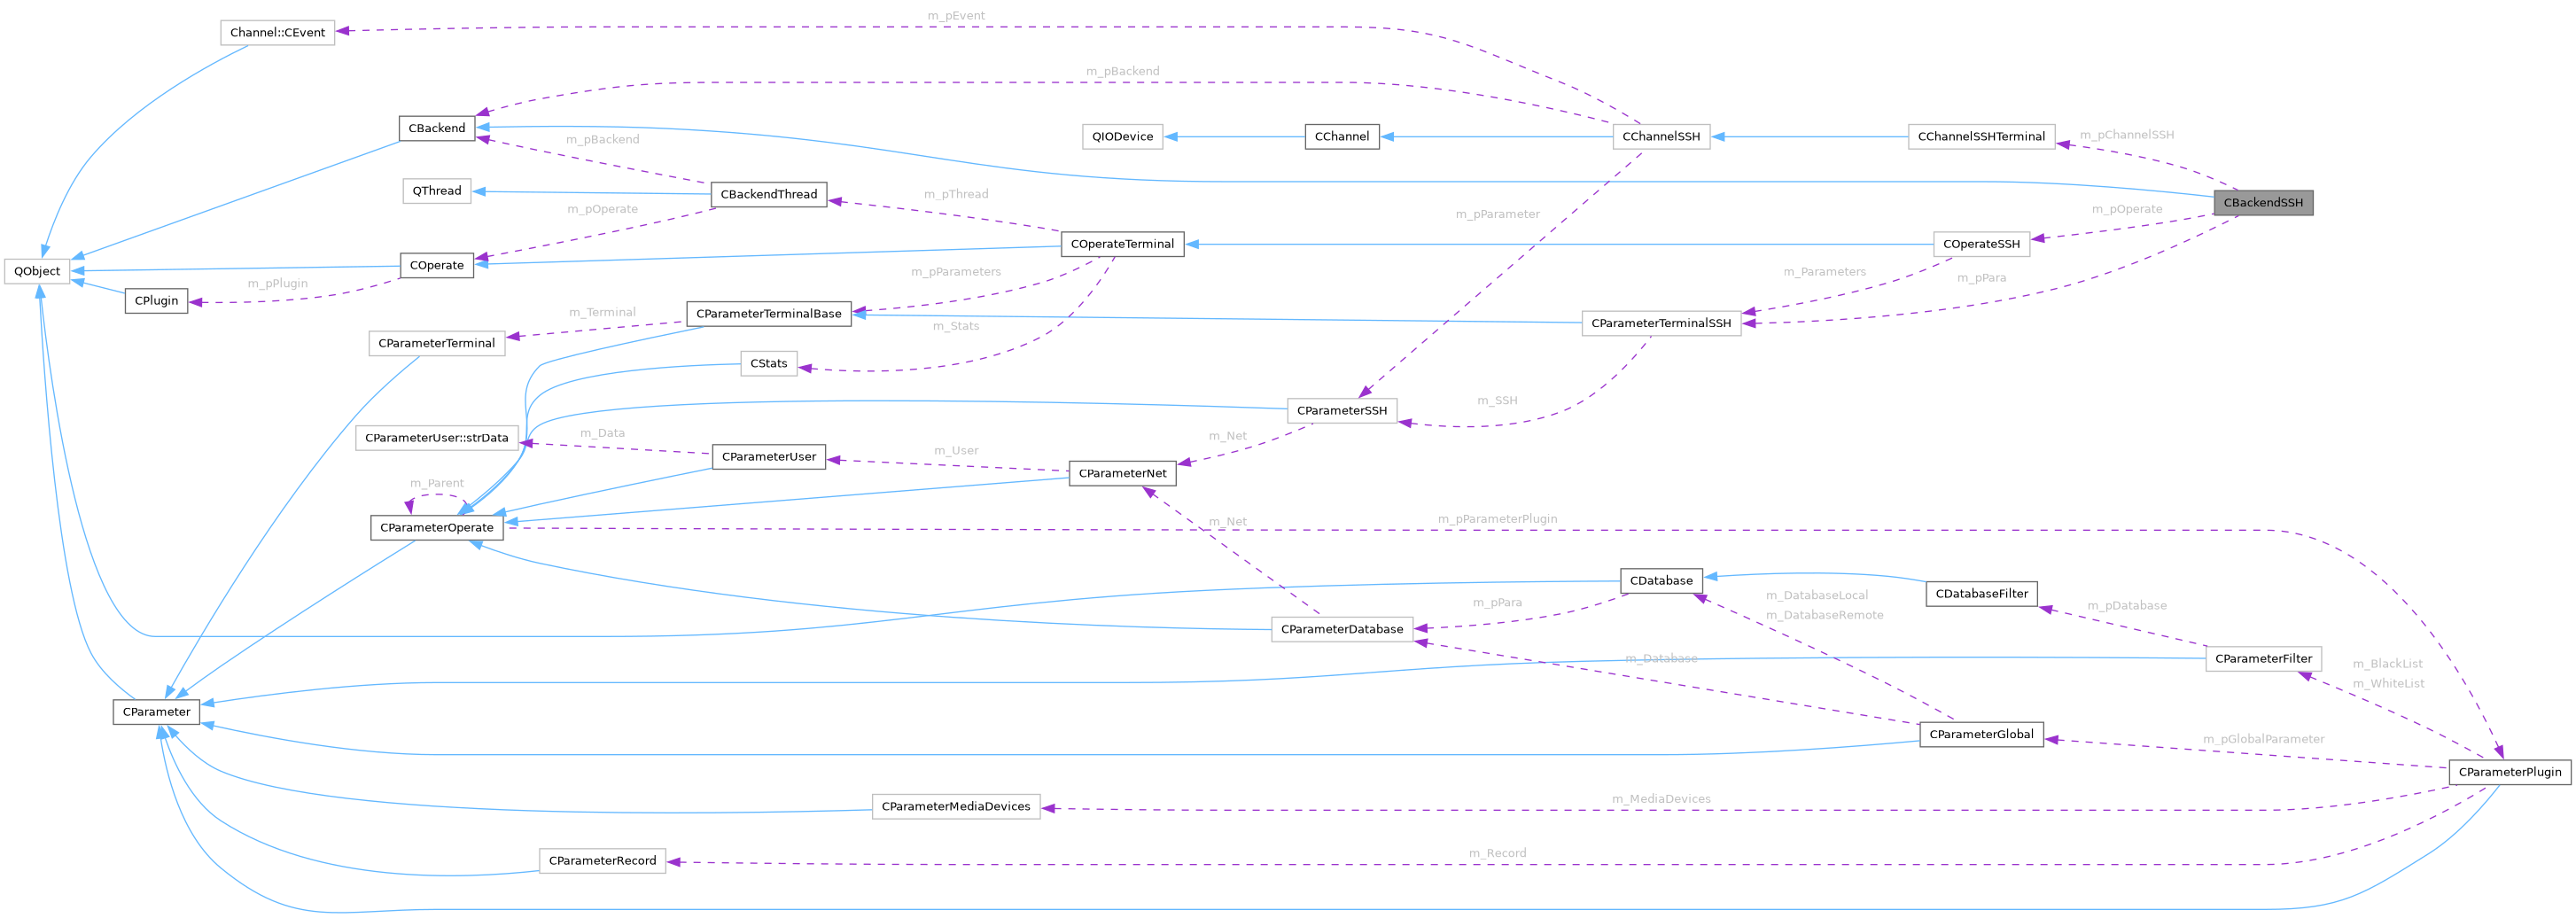 m_pEvent
Channel::CEvent
m_pBackend
CBackend
QIODevice
CChannel
CChannelSSH
CChannelSSHTerminal
m_pChannelSSH
m_pBackend
QThread
CBackendThread
m_pThread
CBackendSSH
m_pOperate
m_pParameter
m_pOperate
COperateTerminal
COperateSSH
QObject
COperate
m_pPlugin
m_pParameters
m_Parameters
m_pPara
CPlugin
m_Terminal
CParameterTerminalBase
m_Stats
CParameterTerminalSSH
CParameterTerminal
CStats
m_SSH
CParameterSSH
CParameterUser::strData
m_Data
m_Net
CParameterUser
m_User
CParameterNet
m_Parent
CParameterOperate
m_Net
m_pParameterPlugin
CDatabase
CDatabaseFilter
m_pPara
m_DatabaseLocal
m_DatabaseRemote
m_pDatabase
CParameterDatabase
m_Database
CParameterFilter
m_BlackList
m_WhiteList
CParameter
CParameterGlobal
m_pGlobalParameter
CParameterPlugin
CParameterMediaDevices
m_MediaDevices
CParameterRecord
m_Record